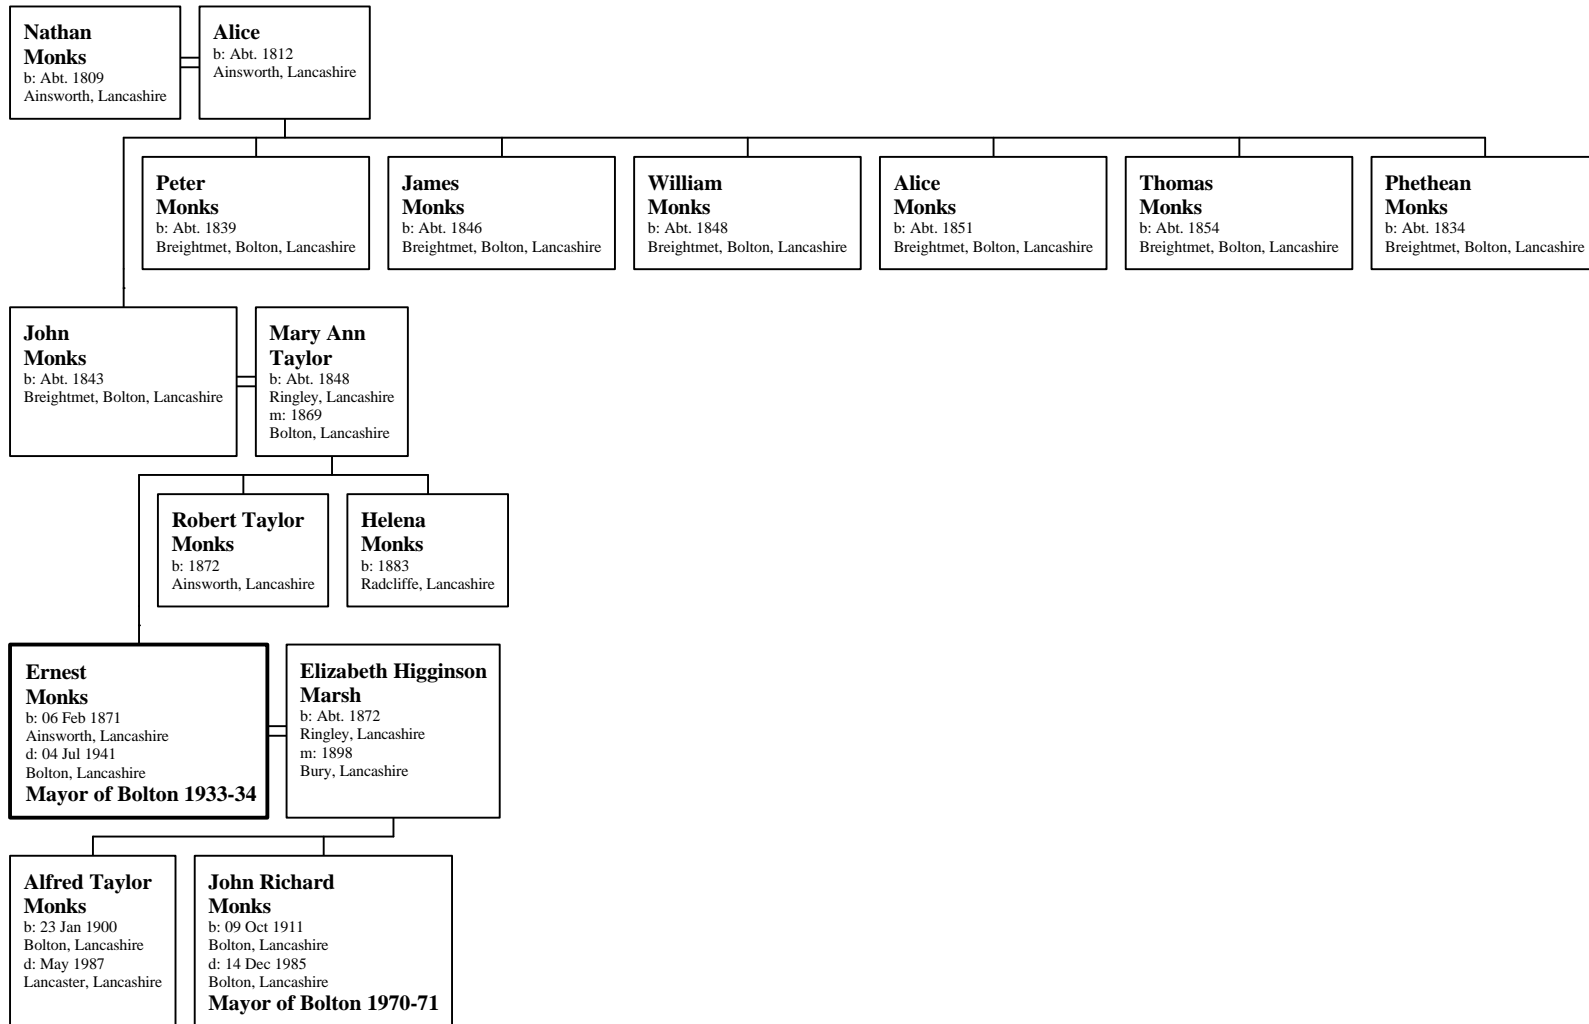 Nathan
Monks
b: Abt. 1809
Ainsworth, Lancashire
Alice
b: Abt. 1812
Ainsworth, Lancashire
Peter
Monks
b: Abt. 1839
Breightmet, Bolton, Lancashire
James
Monks
b: Abt. 1846
Breightmet, Bolton, Lancashire
William
Monks
b: Abt. 1848
Breightmet, Bolton, Lancashire
Alice
Monks
b: Abt. 1851
Breightmet, Bolton, Lancashire
Thomas
Monks
b: Abt. 1854
Breightmet, Bolton, Lancashire
Phethean
Monks
b: Abt. 1834
Breightmet, Bolton, Lancashire
John
Monks
b: Abt. 1843
Breightmet, Bolton, Lancashire
Mary Ann
Taylor
b: Abt. 1848
Ringley, Lancashire
m: 1869
Bolton, Lancashire
Robert Taylor
Monks
b: 1872
Ainsworth, Lancashire
Helena
Monks
b: 1883
Radcliffe, Lancashire
Ernest
Monks
b: 06 Feb 1871
Ainsworth, Lancashire
d: 04 Jul 1941
Bolton, Lancashire
Mayor of Bolton 1933-34
Elizabeth Higginson
Marsh
b: Abt. 1872
Ringley, Lancashire
m: 1898
Bury, Lancashire
Alfred Taylor
Monks
b: 23 Jan 1900
Bolton, Lancashire
d: May 1987
Lancaster, Lancashire
John Richard
Monks
b: 09 Oct 1911
Bolton, Lancashire
d: 14 Dec 1985
Bolton, Lancashire
Mayor of Bolton 1970-71